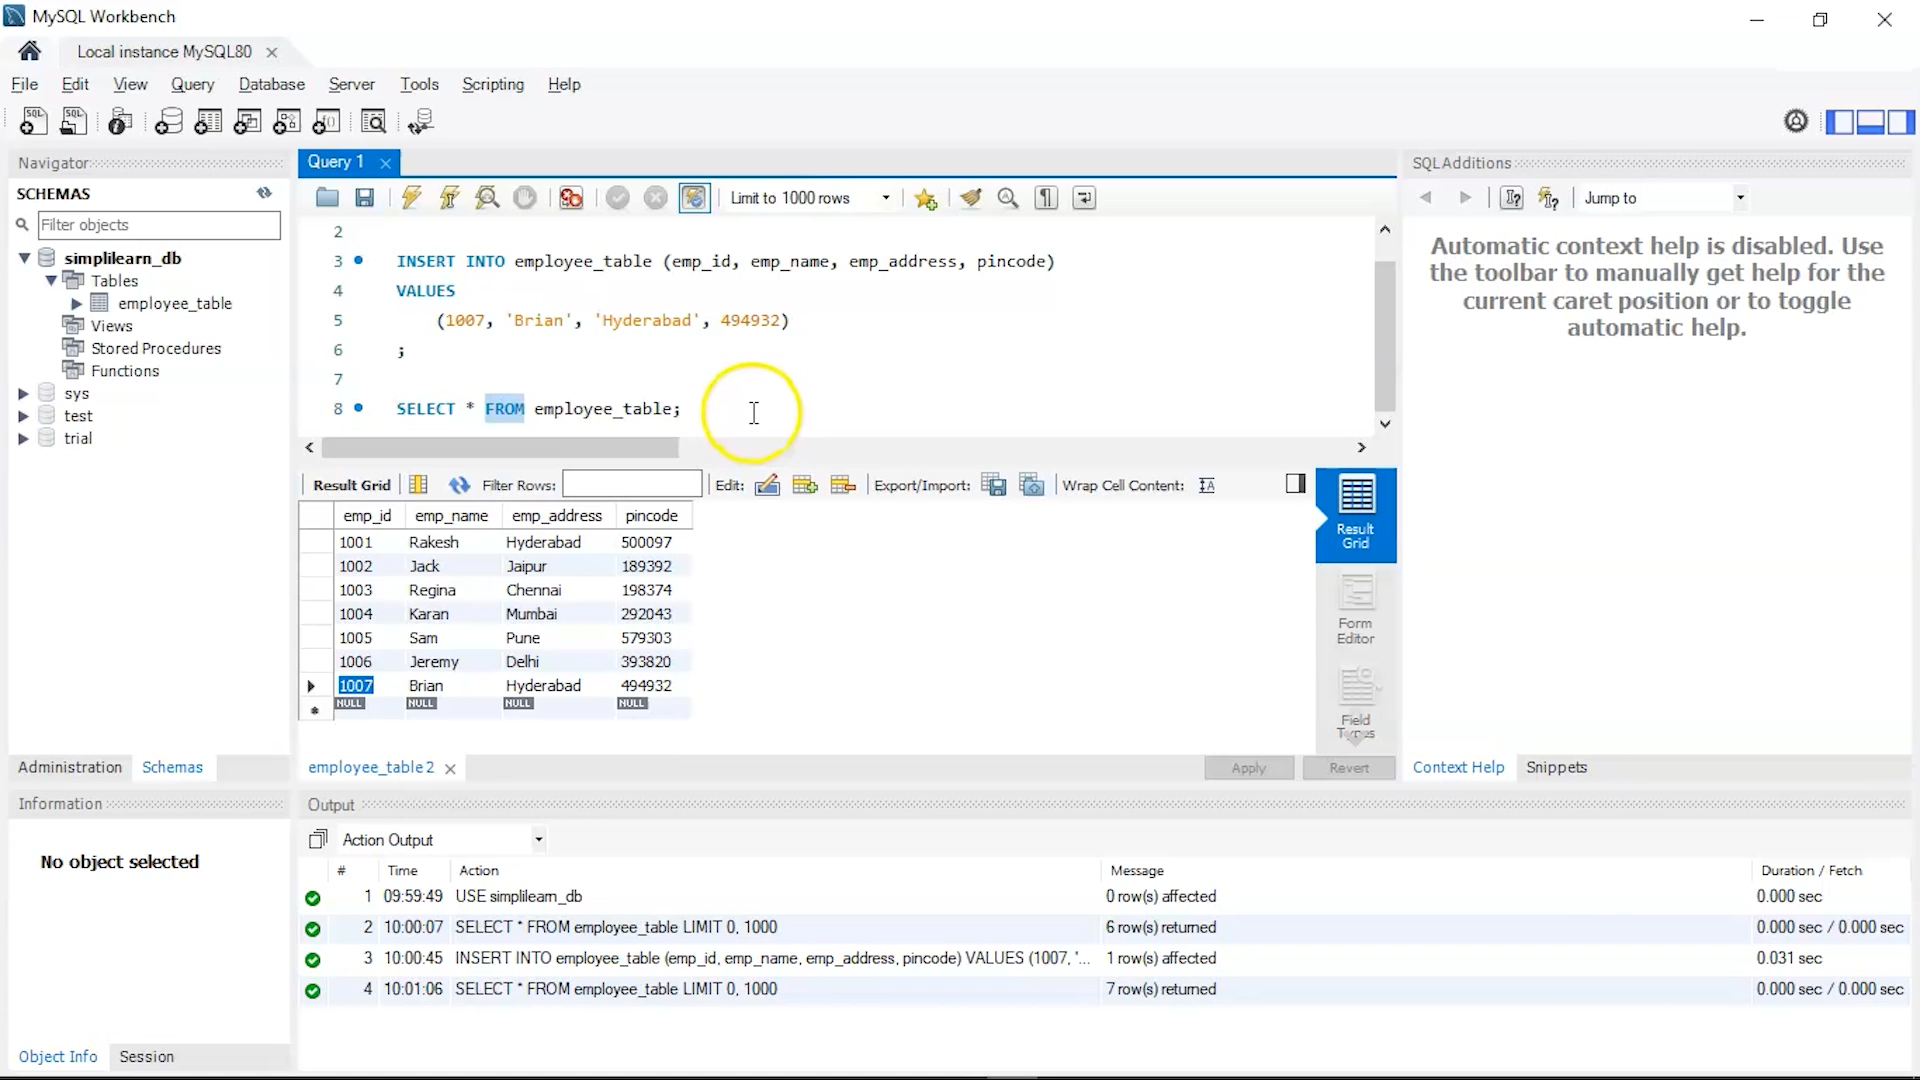 MySQL Workbench
Local instance MySQL80
File Edit View Query Database Server Tools Scripting Help
Navigator
SCHEMAS
Filter objects
simplilearn_db
Tables
employee_table
Views
Stored Procedures
Functions
sys
test
trial
Administration Schemas
Information
No object selected
Object Info Session
Query 1
Limit to 1000 rows
2
3 INSERT INTO employee_table (emp_id, emp_name, emp_address, pincode)
4 VALUES
5 (1007, 'Brian', 'Hyderabad', 494932)
6 ;
7
8 SELECT * FROM employee_table;
Result Grid Filter Rows: Edit: Export/Import: Wrap Cell Content:
emp_id emp_name emp_address pincode
1001 Rakesh Hyderabad 500097
1002 Jack Jaipur 189392
1003 Regina Chennai 198374
1004 Karan Mumbai 292043
1005 Sam Pune 579303
1006 Jeremy Delhi 393820
1007 Brian Hyderabad 494932
NULL NULL NULL NULL
Result
Grid
Form
Editor
Field
Types
employee_table 2
Apply Revert
SQLAdditions
Jump to
Automatic context help is disabled. Use
the toolbar to manually get help for the
current caret position or to toggle
automatic help.
Context Help Snippets
Output
Action Output
# Time Action Message Duration / Fetch
1 09:59:49 USE simplilearn_db 0 row(s) affected 0.000 sec
2 10:00:07 SELECT * FROM employee_table LIMIT 0, 1000 6 row(s) returned 0.000 sec / 0.000 sec
3 10:00:45 INSERT INTO employee_table (emp_id, emp_name, emp_address, pincode) VALUES (1007, '... 1 row(s) affected 0.031 sec
4 10:01:06 SELECT * FROM employee_table LIMIT 0, 1000 7 row(s) returned 0.000 sec / 0.000 sec